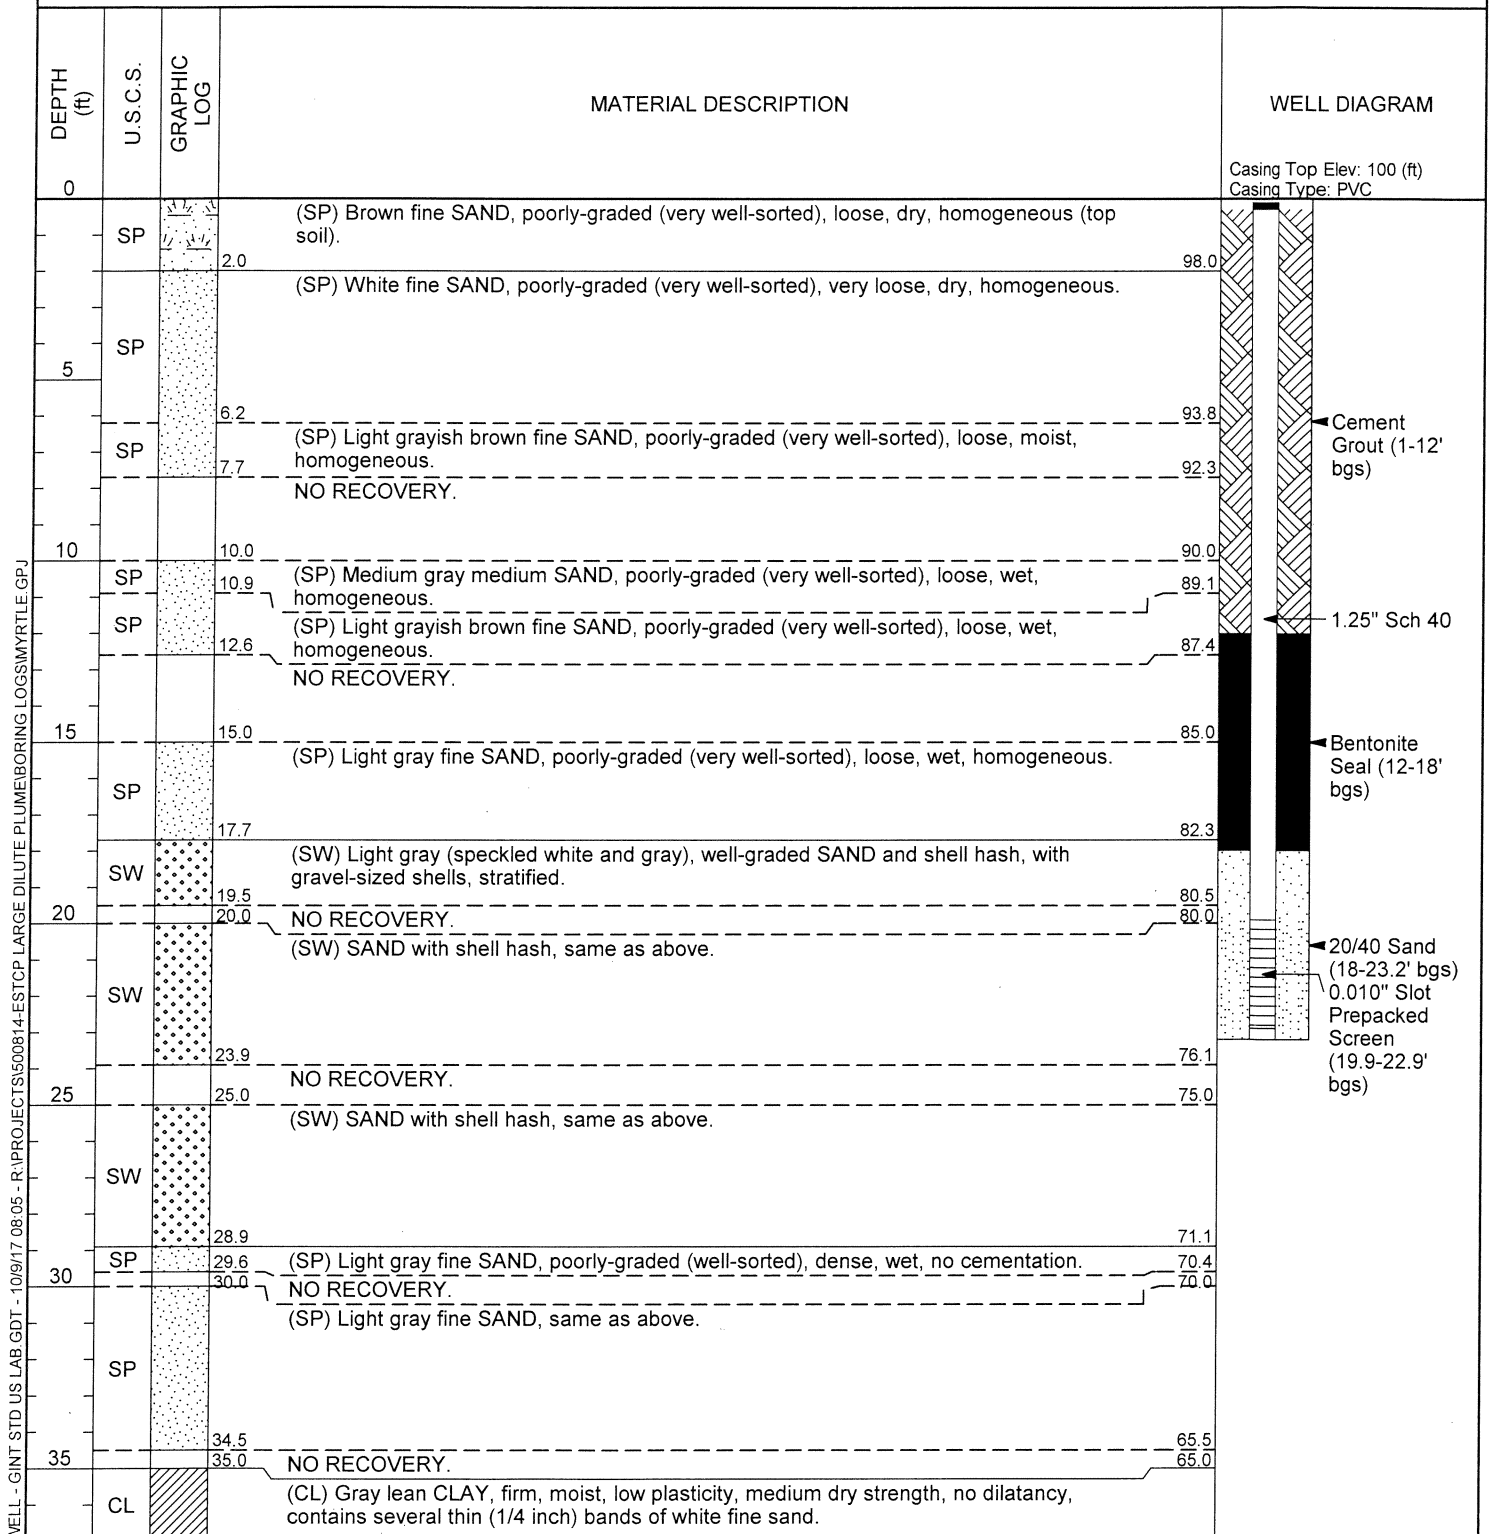 DEPTH
(ft)
U.S.C.S.
GRAPHIC
LOG
MATERIAL DESCRIPTION
WELL DIAGRAM
Casing Top Elev: 100 (ft)
Casing Type: PVC
0
(SP) Brown fine SAND, poorly-graded (very well-sorted), loose, dry, homogeneous (top
soil).
SP
2.0
98.0
(SP) White fine SAND, poorly-graded (very well-sorted), very loose, dry, homogeneous.
SP
5
6.2
93.8
(SP) Light grayish brown fine SAND, poorly-graded (very well-sorted), loose, moist,
homogeneous.
SP
7.7
92.3
NO RECOVERY.
Cement
Grout (1-12'
bgs)
10
10.0
90.0
SP
(SP) Medium gray medium SAND, poorly-graded (very well-sorted), loose, wet,
homogeneous.
10.9
89.1
SP
(SP) Light grayish brown fine SAND, poorly-graded (very well-sorted), loose, wet,
homogeneous.
1.25" Sch 40
12.6
87.4
NO RECOVERY.
15
15.0
85.0
(SP) Light gray fine SAND, poorly-graded (very well-sorted), loose, wet, homogeneous.
Bentonite
Seal (12-18'
bgs)
SP
17.7
82.3
(SW) Light gray (speckled white and gray), well-graded SAND and shell hash, with
gravel-sized shells, stratified.
SW
19.5
80.5
NO RECOVERY.
20
20.0
80.0
(SW) SAND with shell hash, same as above.
SW
20/40 Sand
(18-23.2' bgs)
0.010" Slot
Prepacked
Screen
(19.9-22.9'
bgs)
23.9
76.1
NO RECOVERY.
25
25.0
75.0
(SW) SAND with shell hash, same as above.
SW
28.9
71.1
SP
(SP) Light gray fine SAND, poorly-graded (well-sorted), dense, wet, no cementation.
29.6
70.4
NO RECOVERY.
30
30.0
70.0
(SP) Light gray fine SAND, same as above.
SP
34.5
65.5
NO RECOVERY.
35
35.0
65.0
CL
(CL) Gray lean CLAY, firm, moist, low plasticity, medium dry strength, no dilatancy,
contains several thin (1/4 inch) bands of white fine sand.
WELL - GINT STD US LAB.GDT - 10/9/17 08:05 - R:\PROJECTS\500814-ESTCP LARGE DILUTE PLUME\BORING LOGS\MYRTLE.GPJ